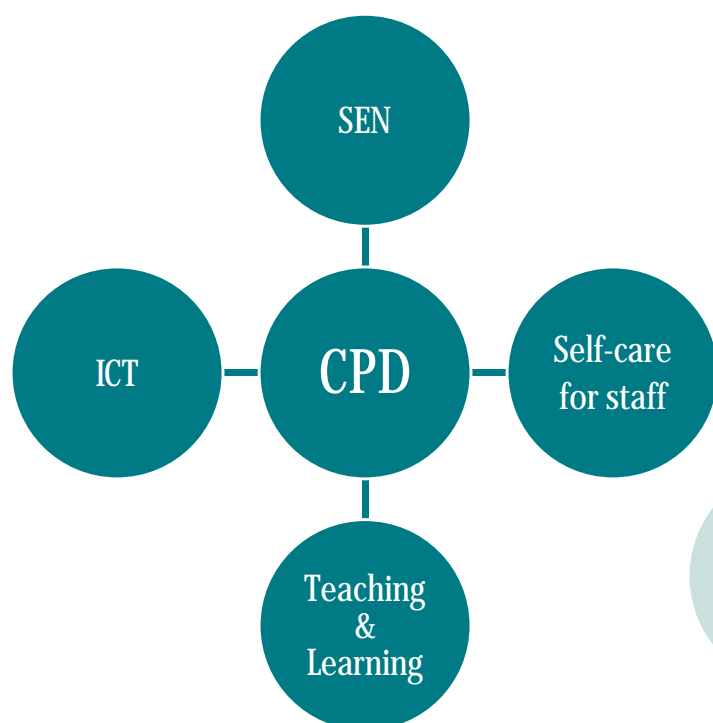 SEN
ICT
CPD
Self-care
for staff
Teaching
&
Learning